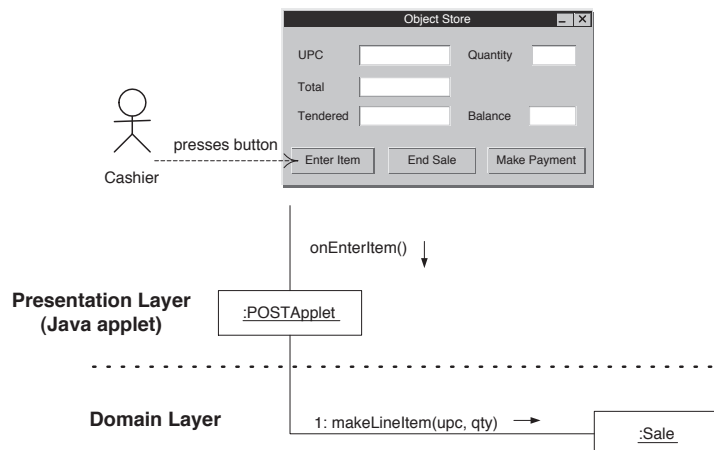 Object Store
UPC
Quantity
Total
Tendered
Balance
presses button
Enter Item
End Sale
Make Payment
Cashier
onEnterItem()
Presentation Layer
(Java applet)
:POSTApplet
Domain Layer
1: makeLineItem(upc, qty)
:Sale